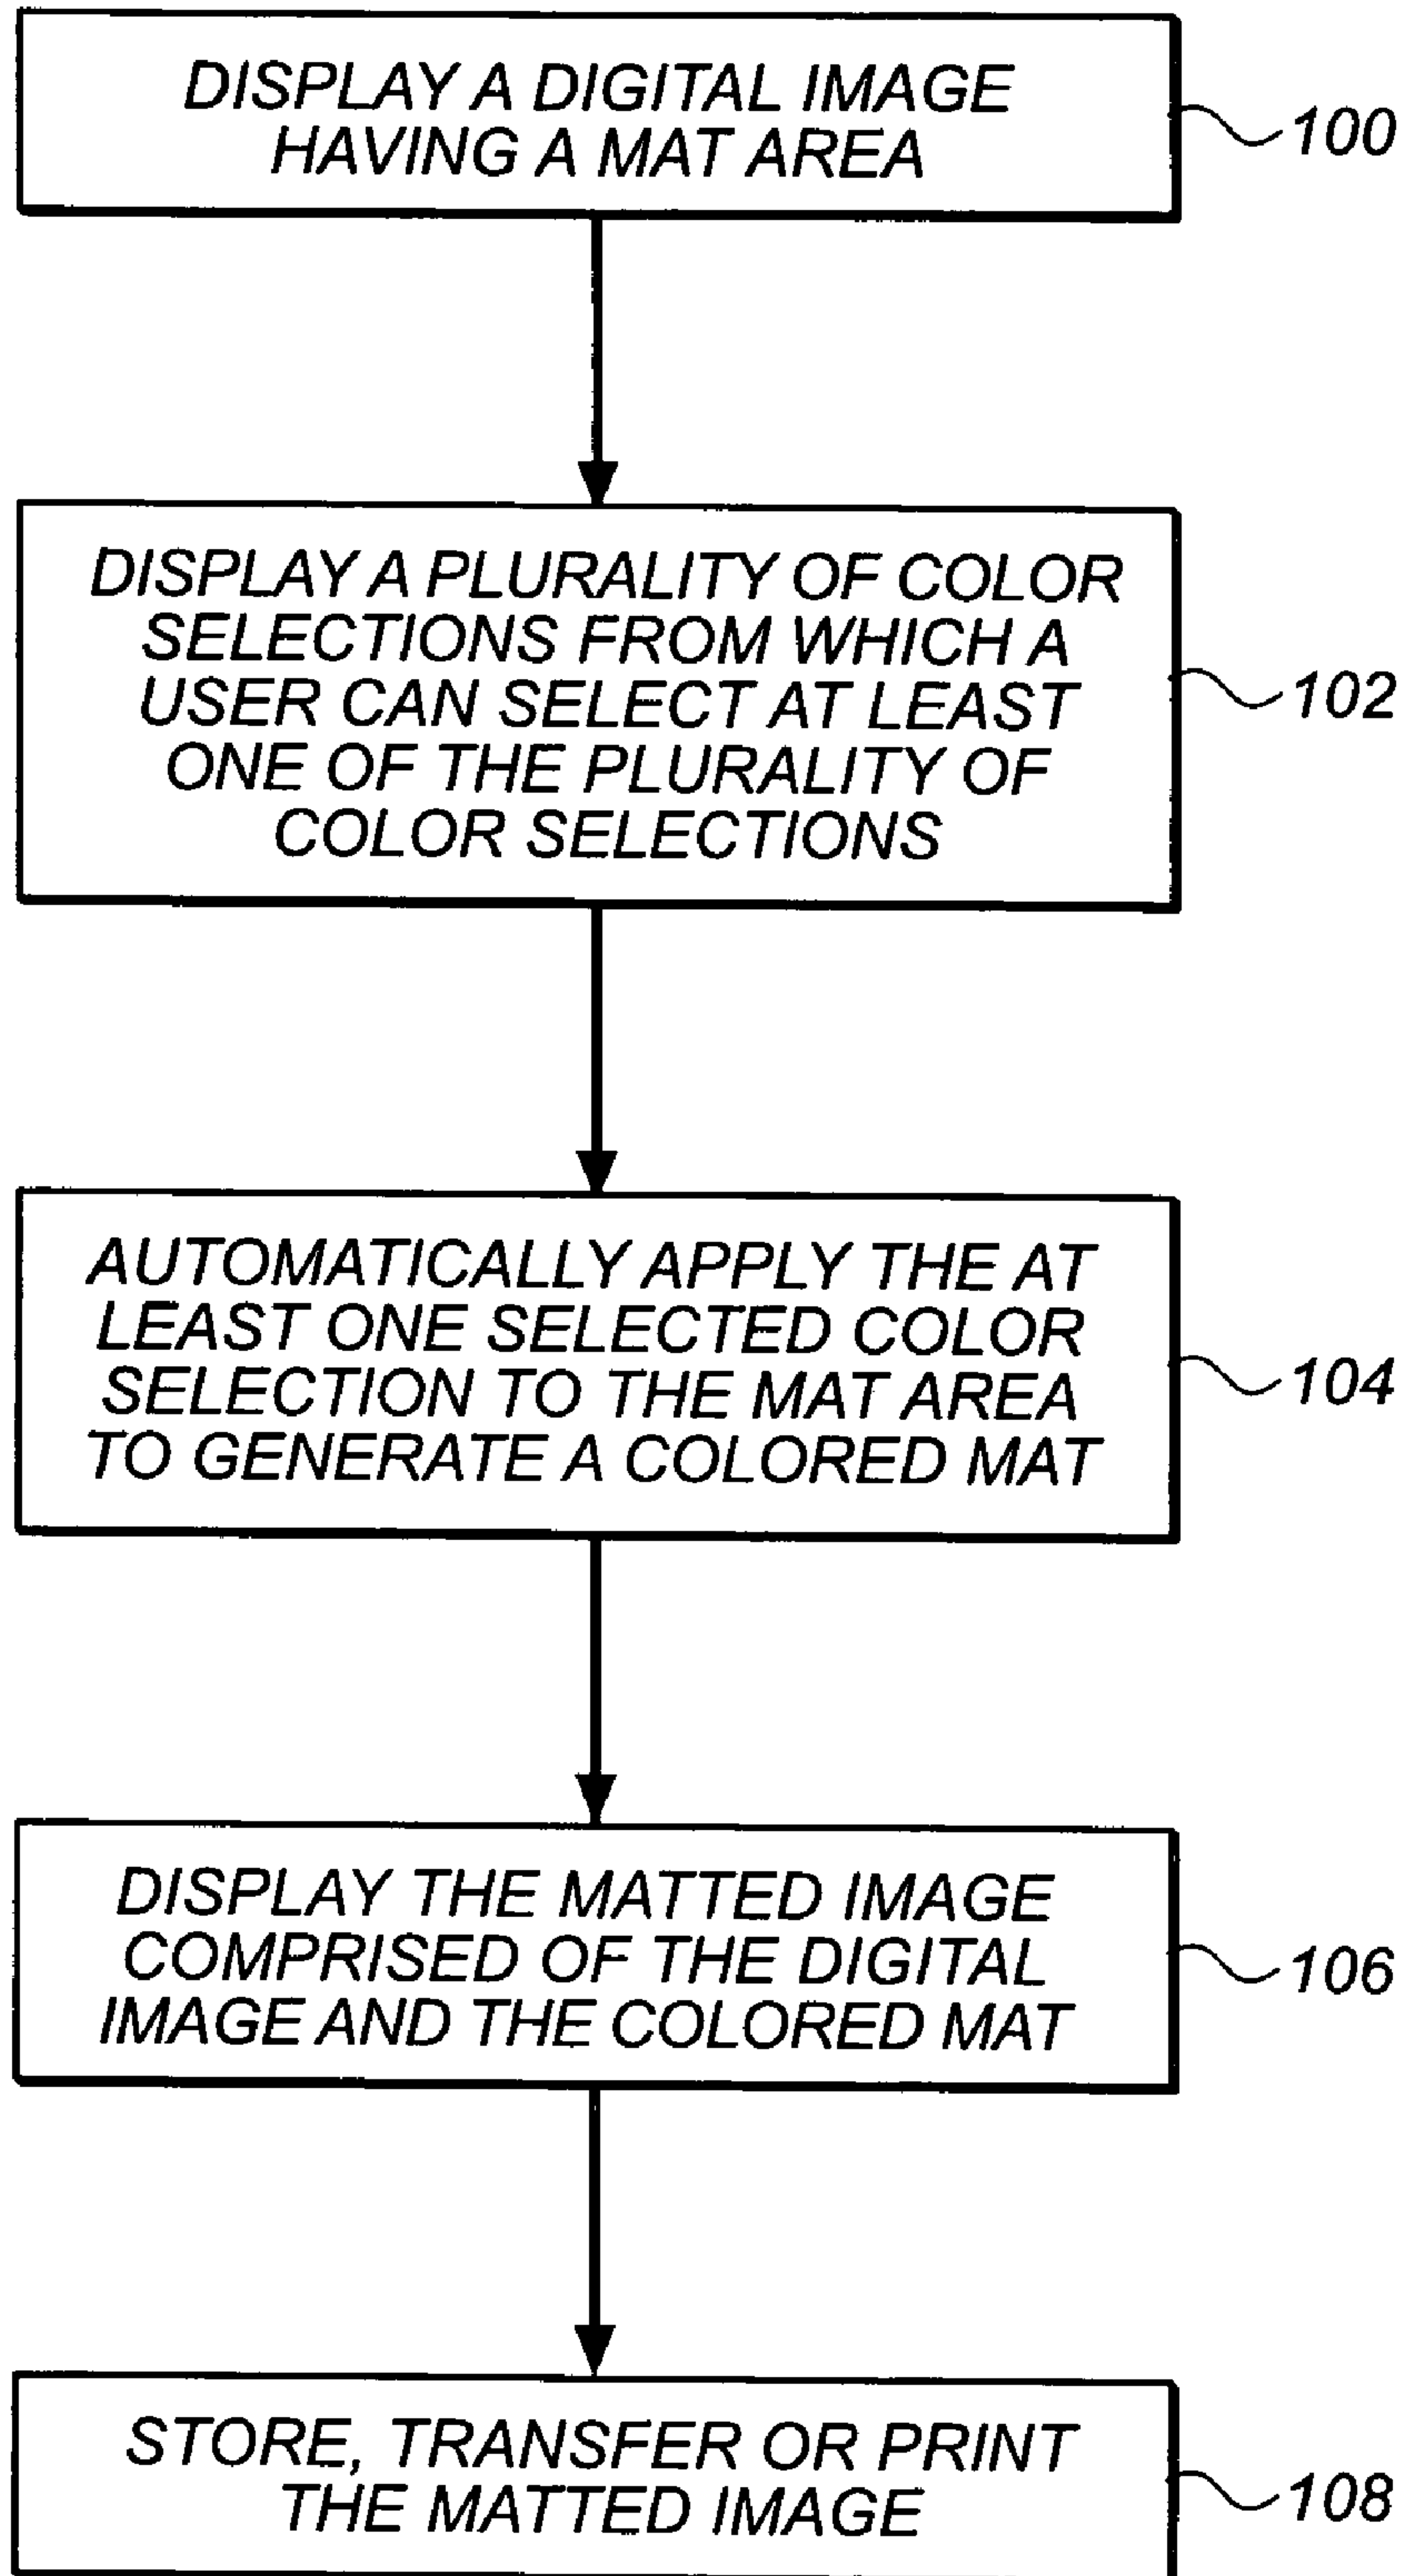 DISPLAY A DIGITAL IMAGE
HAVING A MAT AREA
100
DISPLAY A PLURALITY OF COLOR
SELECTIONS FROM WHICH A
USER CAN SELECT AT LEAST
ONE OF THE PLURALITY OF
COLOR SELECTIONS
102
AUTOMATICALLY APPLY THE AT
LEAST ONE SELECTED COLOR
SELECTION TO THE MAT AREA
TO GENERATE A COLORED MAT
104
DISPLAY THE MATTED IMAGE
COMPRISED OF THE DIGITAL
IMAGE AND THE COLORED MAT
106
STORE, TRANSFER OR PRINT
THE MATTED IMAGE
108